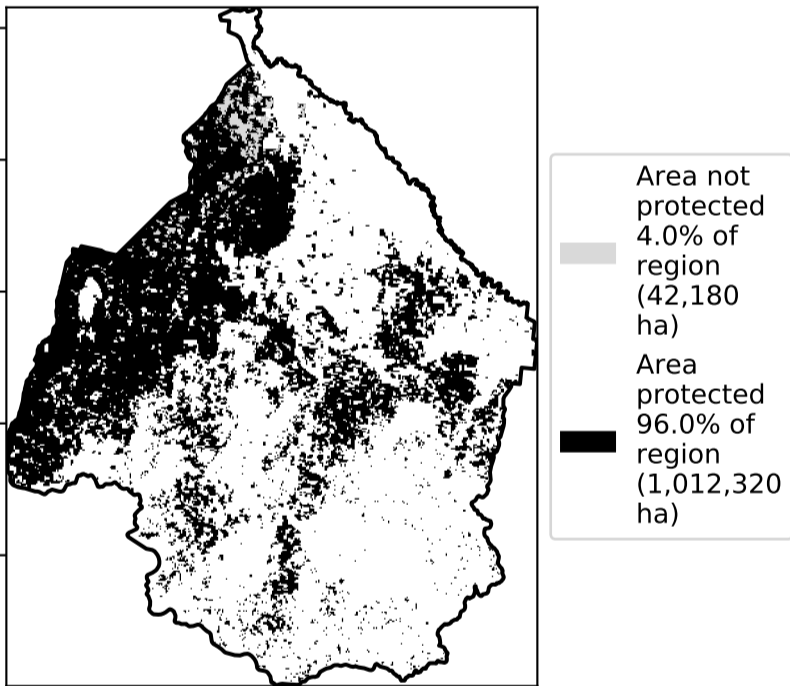 Area not
protected
4.0% of
region
(42,180
ha)
Area
protected
96.0% of
region
(1,012,320
ha)